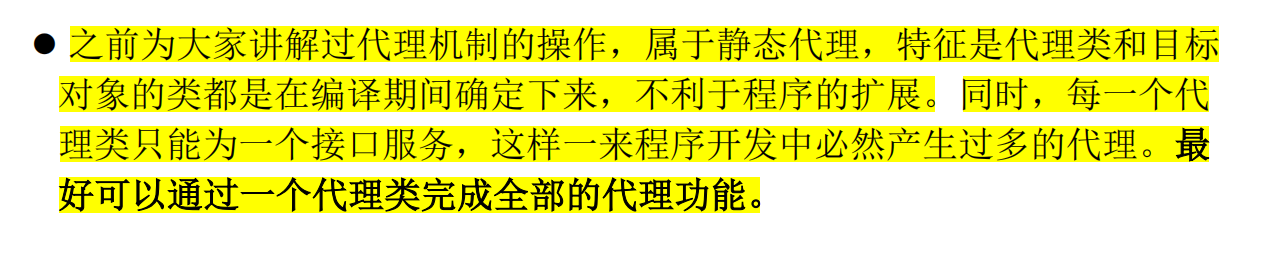 ● 之前为大家讲解过代理机制的操作，属于静态代理，特征是代理类和目标
对象的类都是在编译期间确定下来，不利于程序的扩展。同时，每一个代
理类只能为一个接口服务，这样一来程序开发中必然产生过多的代理。最
好可以通过一个代理类完成全部的代理功能。